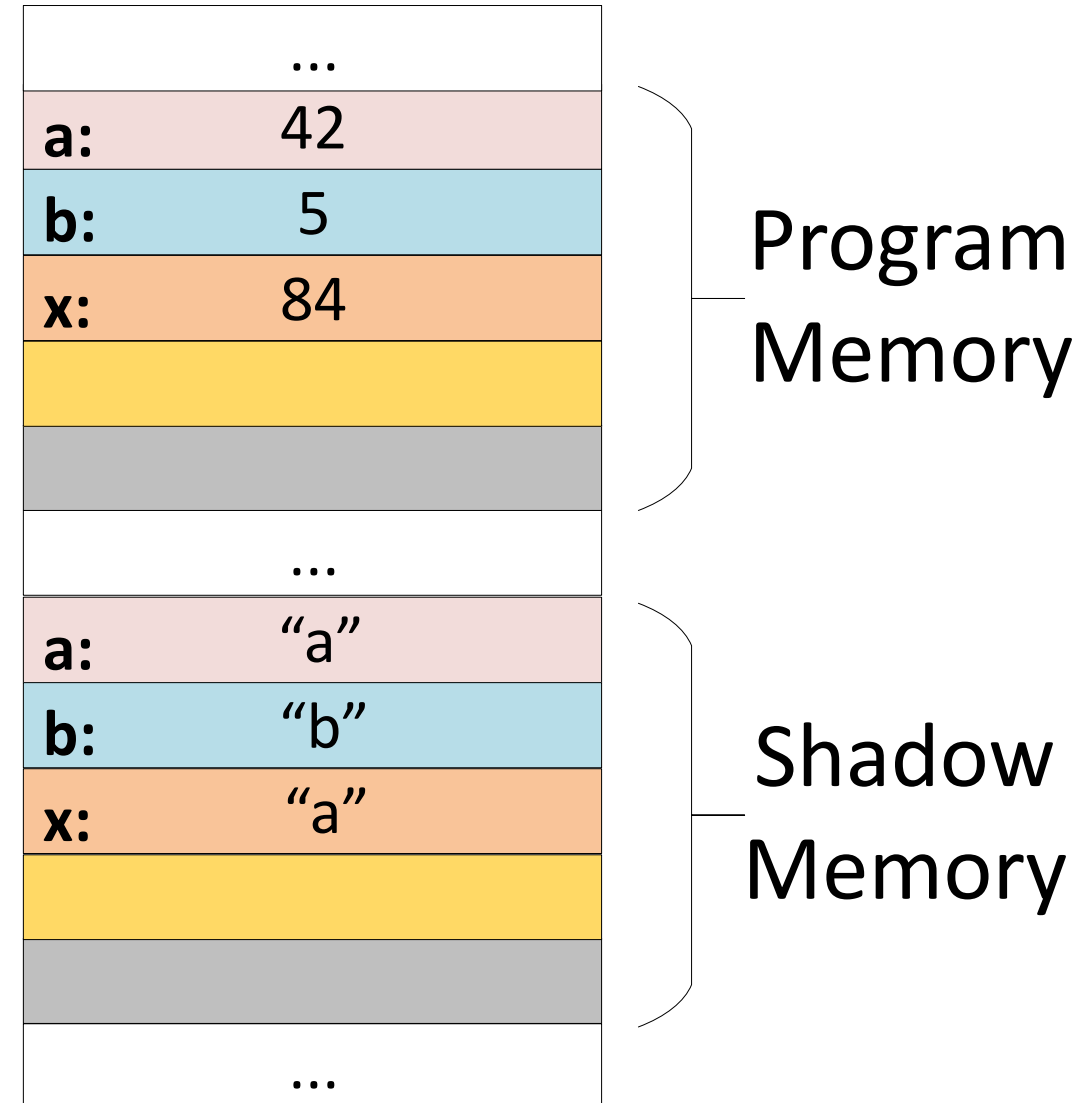 ...
a: 42
b: 5
x: 84
Program
Memory
...
a: “a”
b: “b”
x: “a”
Shadow
Memory
...